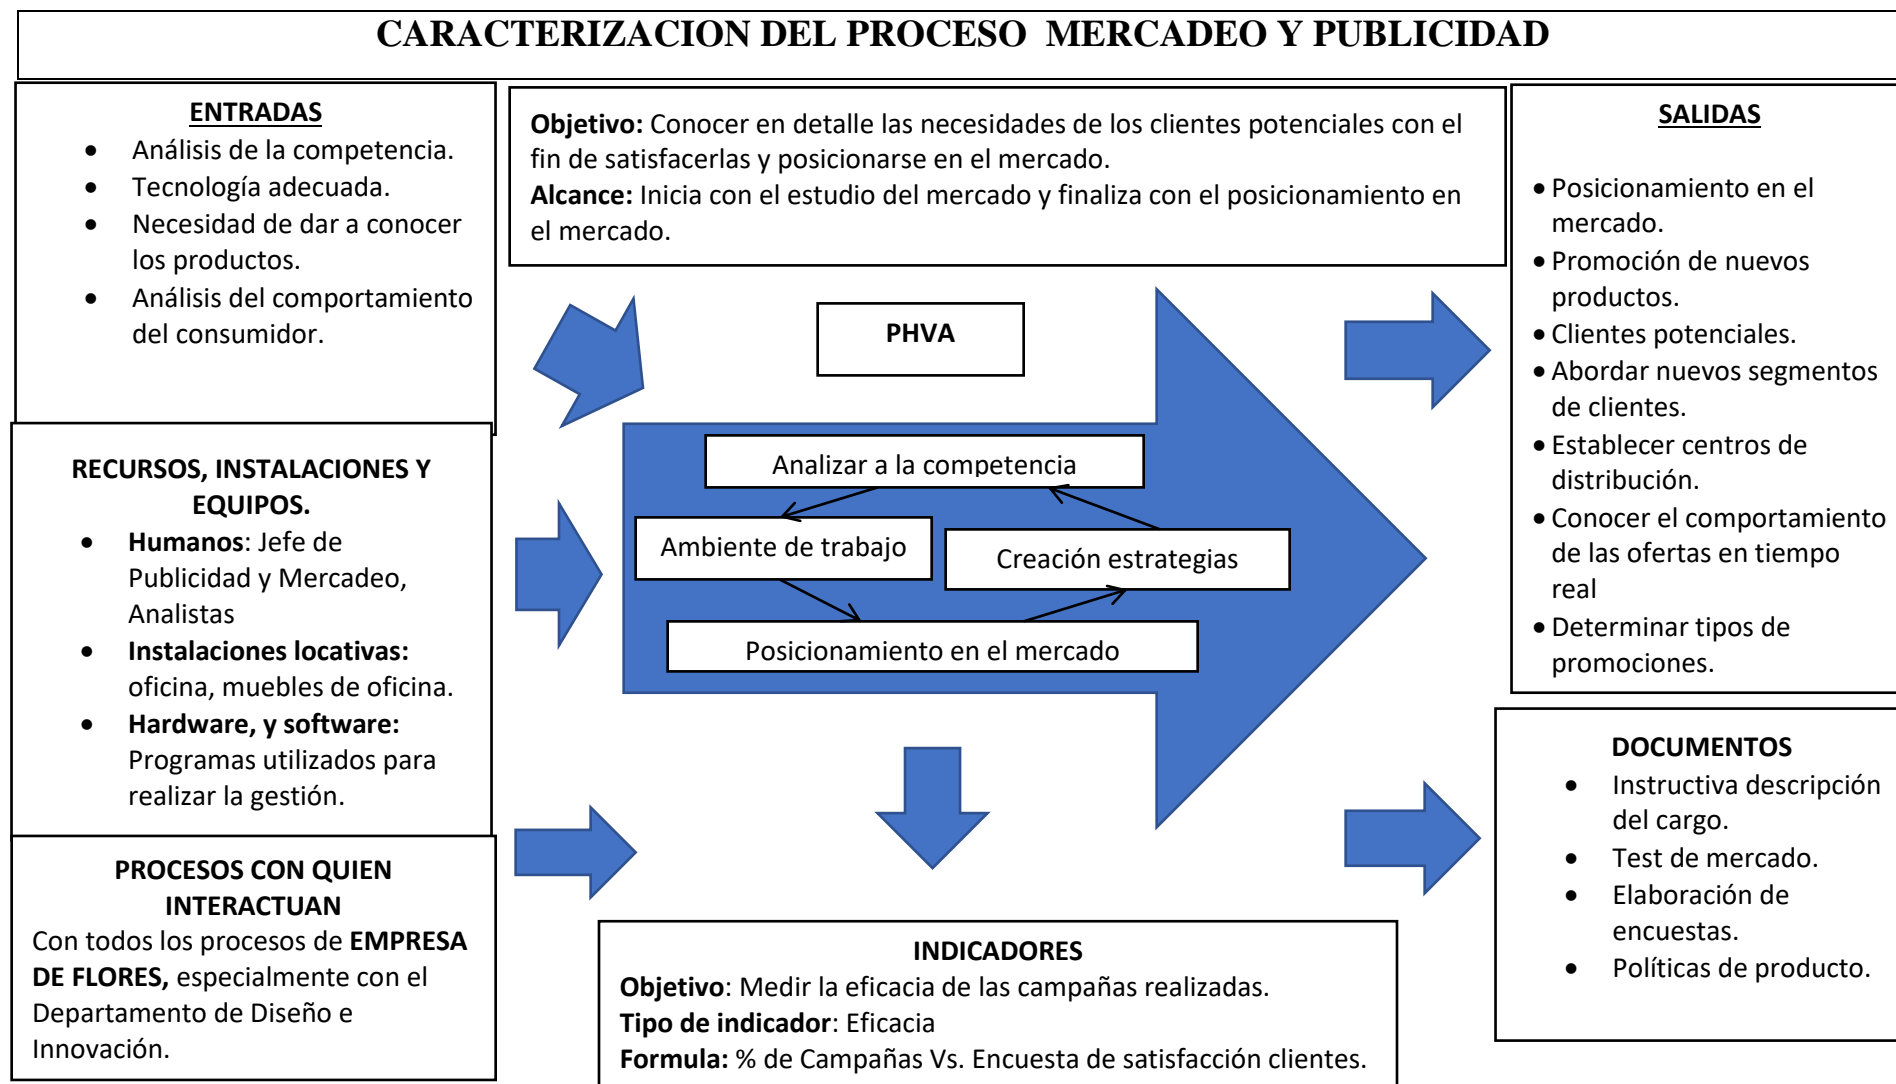 CARACTERIZACION DEL PROCESO  MERCADEO Y PUBLICIDAD
ENTRADAS
• Análisis de la competencia.
• Tecnología adecuada.
• Necesidad de dar a conocer
los productos.
• Análisis del comportamiento
del consumidor.
RECURSOS, INSTALACIONES Y
EQUIPOS.
• Humanos: Jefe de
Publicidad y Mercadeo,
Analistas
• Instalaciones locativas:
oficina, muebles de oficina.
• Hardware, y software:
Programas utilizados para
realizar la gestión.
PROCESOS CON QUIEN
INTERACTUAN
Con todos los procesos de EMPRESA
DE FLORES, especialmente con el
Departamento de Diseño e
Innovación.
Objetivo: Conocer en detalle las necesidades de los clientes potenciales con el
fin de satisfacerlas y posicionarse en el mercado.
Alcance: Inicia con el estudio del mercado y finaliza con el posicionamiento en
el mercado.
PHVA
Analizar a la competencia
Ambiente de trabajo
Creación estrategias
Posicionamiento en el mercado
INDICADORES
Objetivo: Medir la eficacia de las campañas realizadas.
Tipo de indicador: Eficacia
Formula: % de Campañas Vs. Encuesta de satisfacción clientes.
SALIDAS
• Posicionamiento en el
mercado.
• Promoción de nuevos
productos.
• Clientes potenciales.
• Abordar nuevos segmentos
de clientes.
• Establecer centros de
distribución.
• Conocer el comportamiento
de las ofertas en tiempo
real
• Determinar tipos de
promociones.
DOCUMENTOS
• Instructiva descripción
del cargo.
• Test de mercado.
• Elaboración de
encuestas.
• Políticas de producto.